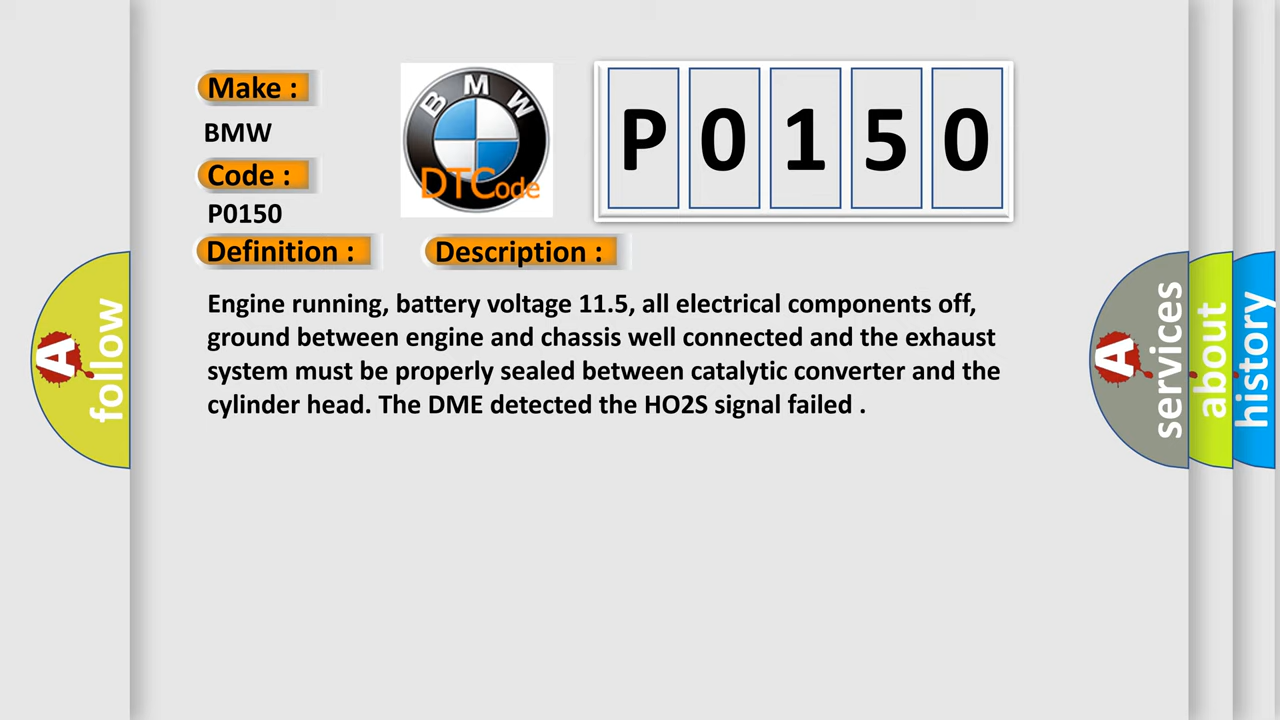 Make :
BMW
Code :
P0150
Definition :
Description :
BMW
DTCode
P0150
Engine running, battery voltage 11.5, all electrical components off,
ground between engine and chassis well connected and the exhaust
system must be properly sealed between catalytic converter and the
cylinder head. The DME detected the HO2S signal failed .
A
follow
A
services
about
history